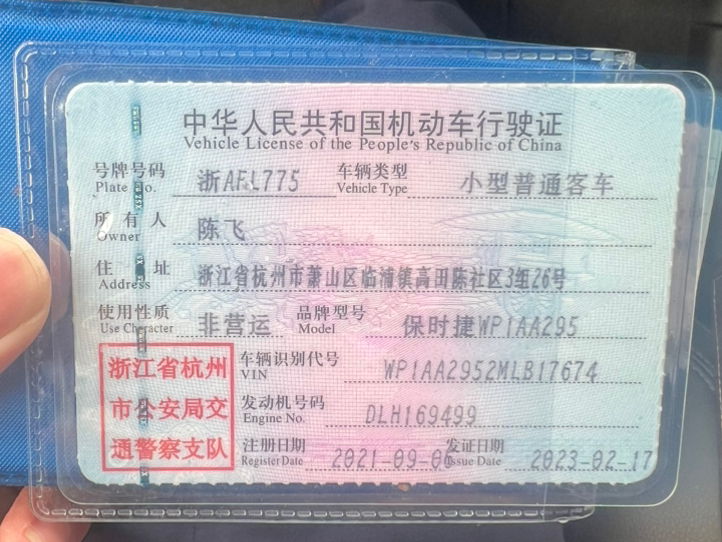 中华人民共和国机动车行驶证
Vehicle License of the People's Republic of China
号牌号码 浙AFL775 车辆类型 小型普通客车
Plate No. Vehicle Type
所有人 陈飞
Owner
住址 浙江省杭州市萧山区临浦镇高田陈社区3组26号
Address
使用性质 非营运 品牌型号 保时捷WP1AA295
Use Character Model
浙江省杭州 车辆识别代号 WP1AA2952MLB17674
VIN
市公安局交 发动机号码 DLH169499
Engine No.
通警察支队 注册日期 2021-09-06 发证日期 2023-02-17
Register Date Issue Date